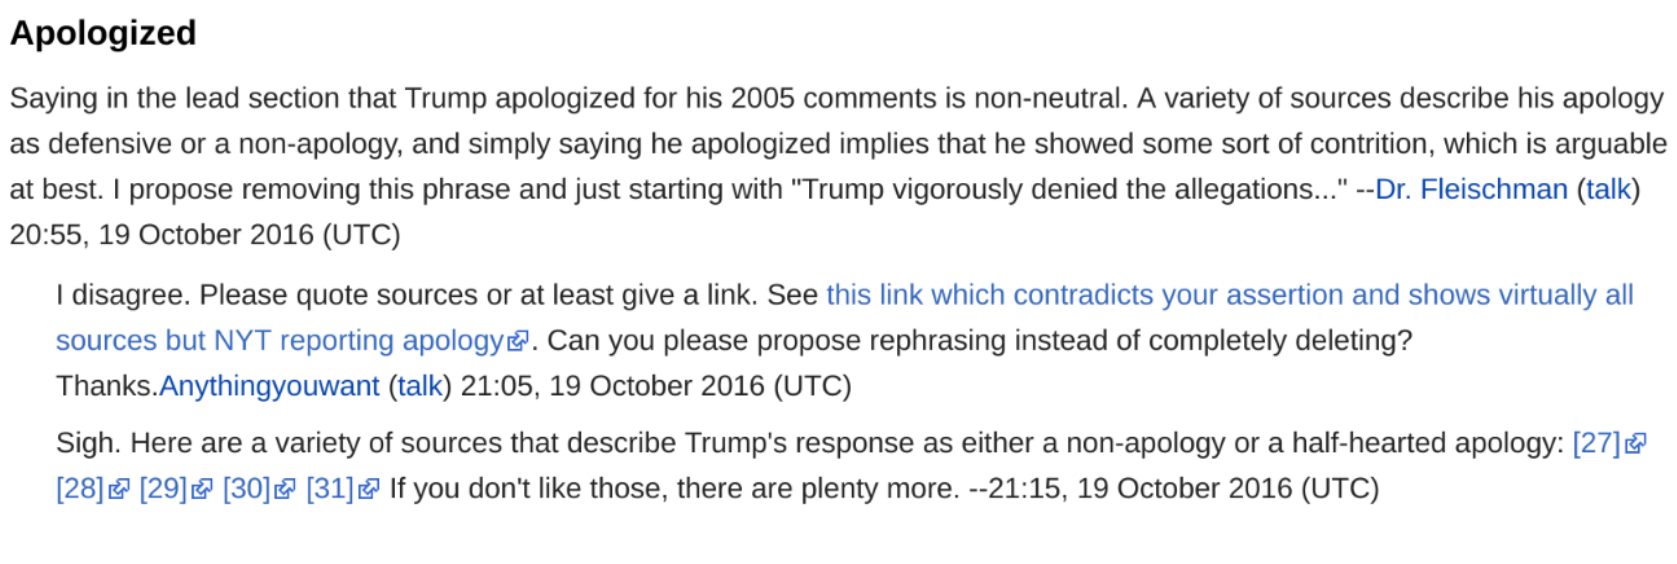 Apologized
Saying in the lead section that Trump apologized for his 2005 comments is non-neutral. A variety of sources describe his apology
as defensive or a non-apology, and simply saying he apologized implies that he showed some sort of contrition, which is arguable
at best. I propose removing this phrase and just starting with "Trump vigorously denied the allegations..." --Dr. Fleischman (talk)
20:55, 19 October 2016 (UTC)
I disagree. Please quote sources or at least give a link. See this link which contradicts your assertion and shows virtually all
sources but NYT reporting apology. Can you please propose rephrasing instead of completely deleting?
Thanks.Anythingyouwant (talk) 21:05, 19 October 2016 (UTC)
Sigh. Here are a variety of sources that describe Trump's response as either a non-apology or a half-hearted apology: [27]
[28] [29] [30] [31] If you don't like those, there are plenty more. --21:15, 19 October 2016 (UTC)